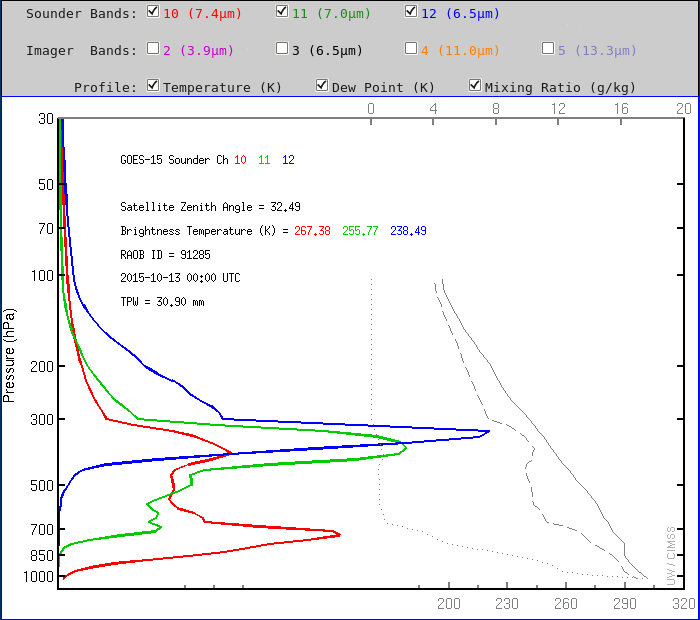 Sounder Bands: 10 (7.4µm) 11 (7.0µm) 12 (6.5µm)
Imager Bands: 2 (3.9µm) 3 (6.5µm) 4 (11.0µm) 5 (13.3µm)
Profile: Temperature (K) Dew Point (K) Mixing Ratio (g/kg)
0 4 8 12 16 20
30
GOES-15 Sounder Ch 10 11 12
50
Satellite Zenith Angle = 32.49
70
Brightness Temperature (K) = 267.38 255.77 238.49
RAOB ID = 91285
100
2015-10-13 00:00 UTC
TPW = 30.90 mm
Pressure (hPa)
200
300
500
700
850
1000
UW / CIMSS
200 230 260 290 320